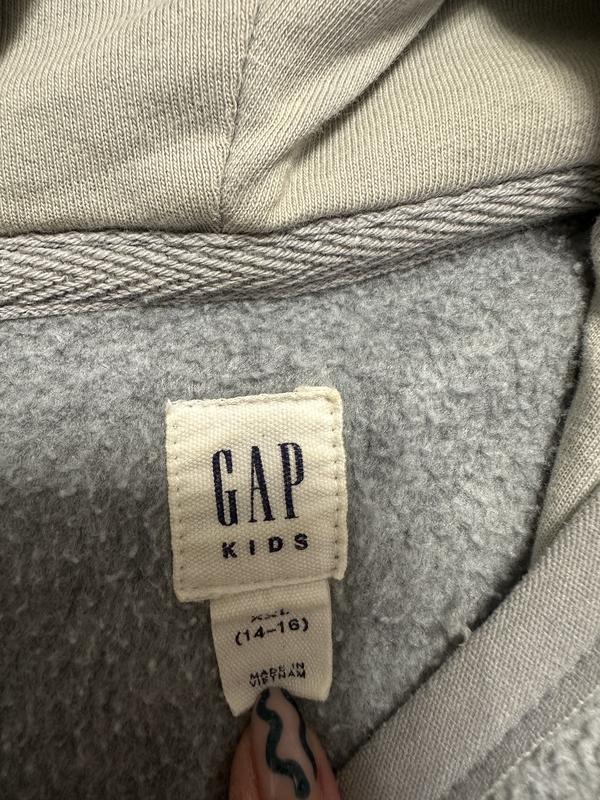 GAP
KIDS
XXL
(14-16)
MADE IN
VIETNAM